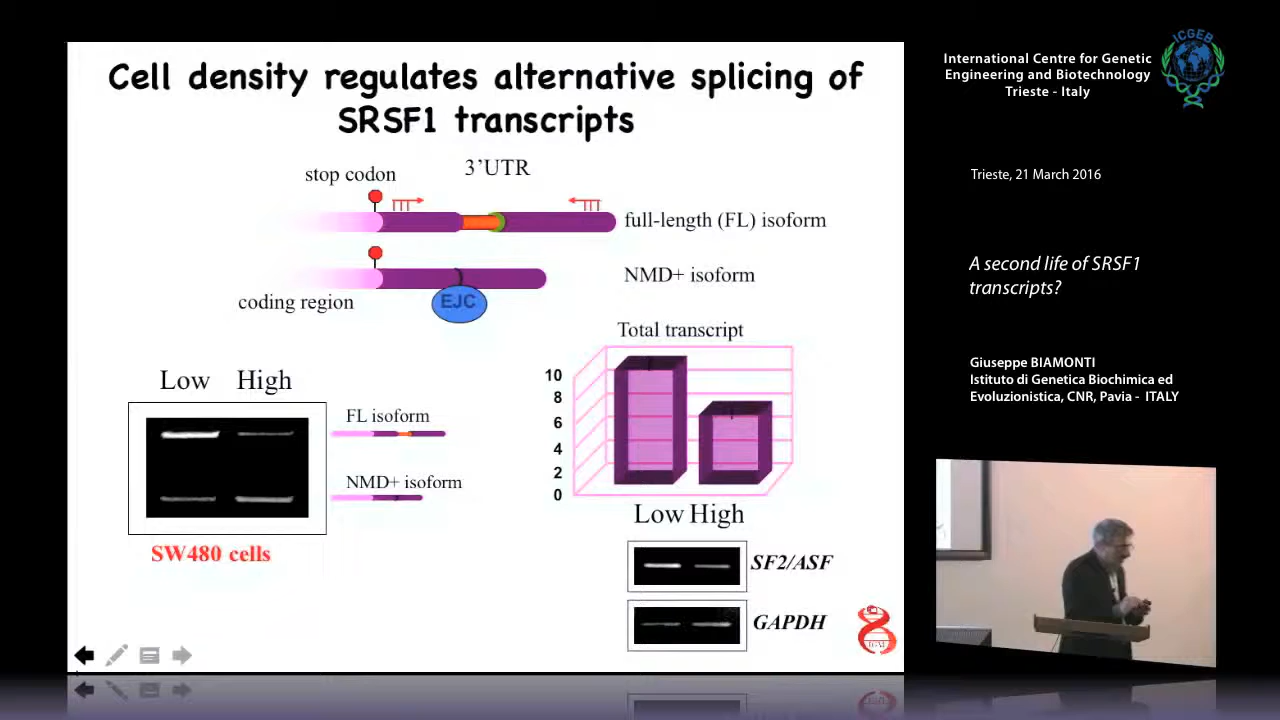 Cell density regulates alternative splicing of
SRSF1 transcripts
stop codon
3'UTR
full-length (FL) isoform
NMD+ isoform
coding region
EJC
Total transcript
10
8
6
4
2
0
Low High
Low High
FL isoform
NMD+ isoform
SW480 cells
SF2/ASF
GAPDH
IGM
ICGEB
International Centre for Genetic
Engineering and Biotechnology
Trieste - Italy
Trieste, 21 March 2016
A second life of SRSF1
transcripts?
Giuseppe BIAMONTI
Istituto di Genetica Biochimica ed
Evoluzionistica, CNR, Pavia - ITALY